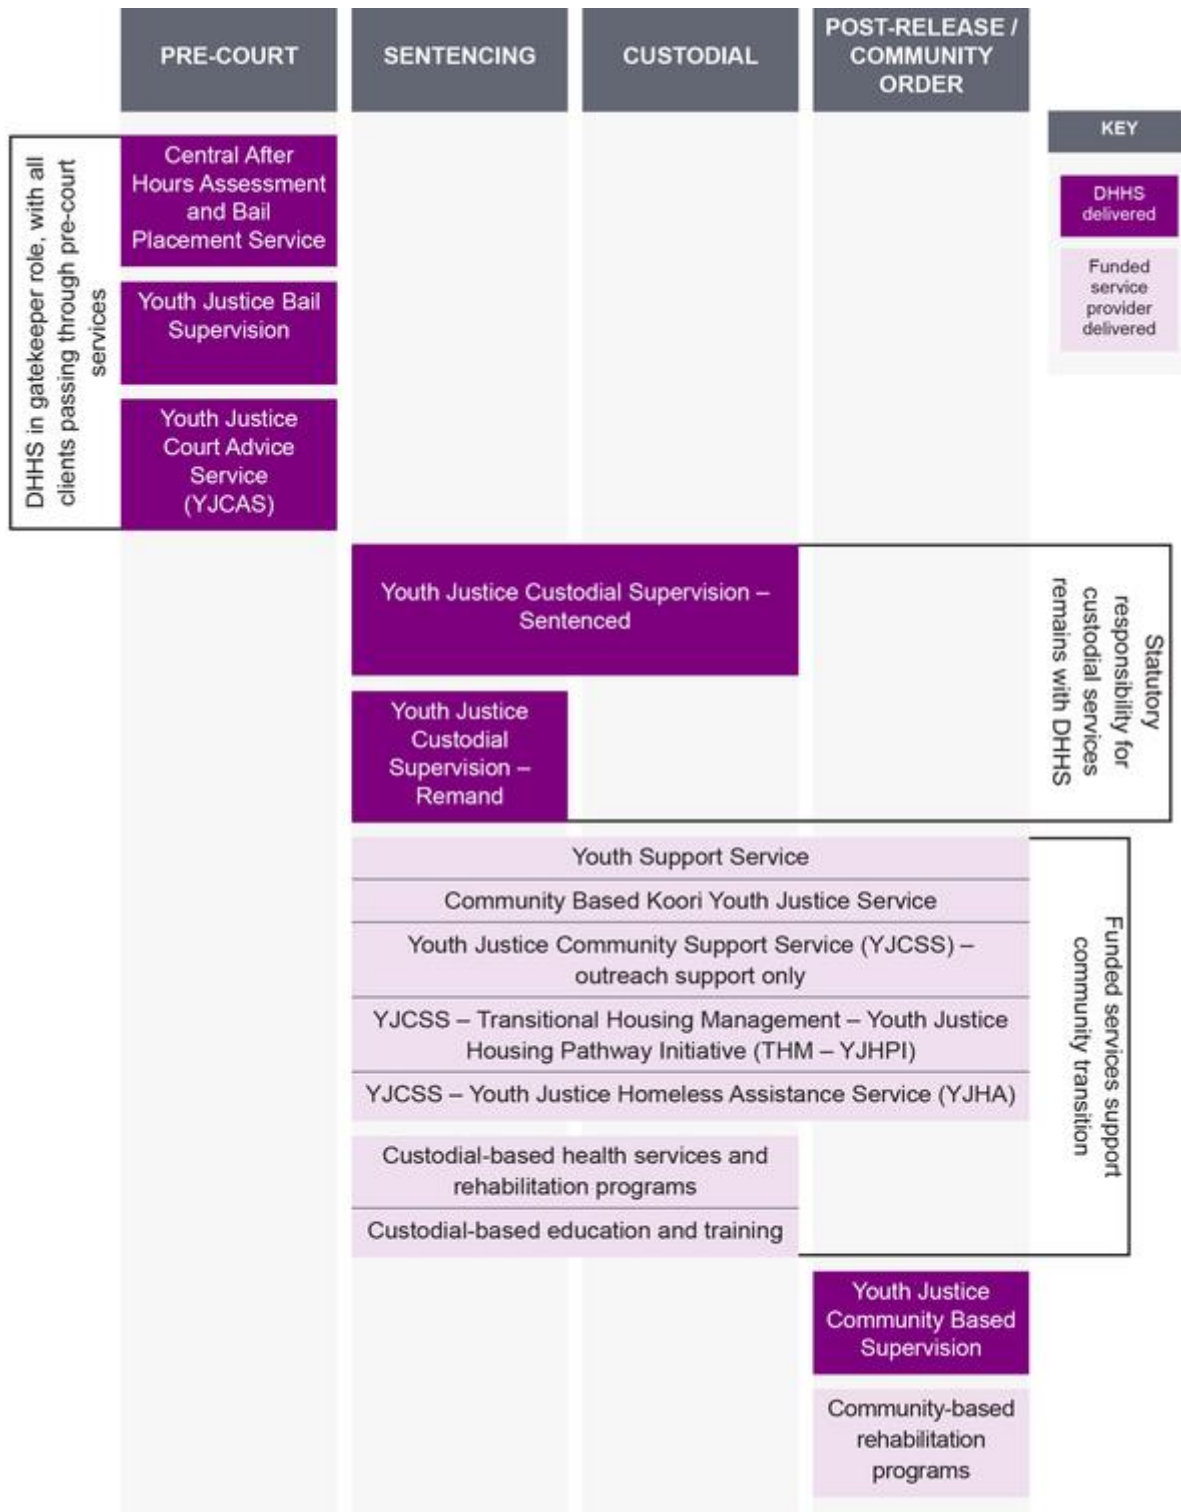 PRE-COURT
SENTENCING
CUSTODIAL
POST-RELEASE /
COMMUNITY
ORDER
KEY
DHHS
delivered
Funded
service
provider
delivered
DHHS in gatekeeper role, with all
clients passing through pre-court
services
Central After
Hours Assessment
and Bail
Placement Service
Youth Justice Bail
Supervision
Youth Justice
Court Advice
Service
(YJCAS)
Youth Justice Custodial Supervision –
Sentenced
Youth Justice
Custodial
Supervision –
Remand
Statutory
responsibility for
custodial services
remains with DHHS
Youth Support Service
Community Based Koori Youth Justice Service
Youth Justice Community Support Service (YJCSS) –
outreach support only
YJCSS – Transitional Housing Management – Youth Justice
Housing Pathway Initiative (THM – YJHPI)
YJCSS – Youth Justice Homeless Assistance Service (YJHA)
Custodial-based health services and
rehabilitation programs
Custodial-based education and training
Funded services support
community transition
Youth Justice
Community Based
Supervision
Community-based
rehabilitation
programs